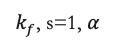 k_f, s=1, α